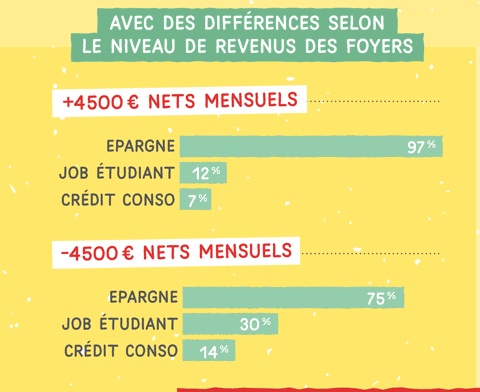 AVEC DES DIFFÉRENCES SELON
LE NIVEAU DE REVENUS DES FOYERS
+4500 € NETS MENSUELS
EPARGNE 97%
JOB ÉTUDIANT 12%
CRÉDIT CONSO 7%
-4500 € NETS MENSUELS
EPARGNE 75%
JOB ÉTUDIANT 30%
CRÉDIT CONSO 14%